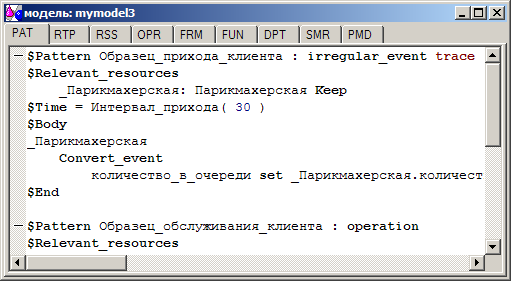 модель: mymodel3
PAT RTP RSS OPR FRM FUN DPT SMR PMD
$Pattern Образец_прихода_клиента : irregular_event trace
$Relevant_resources
_Парикмахерская: Парикмахерская Keep
$Time = Интервал_прихода( 30 )
$Body
_Парикмахерская
Convert_event
количество_в_очереди set _Парикмахерская.количест
$End
$Pattern Образец_обслуживания_клиента : operation
$Relevant_resources